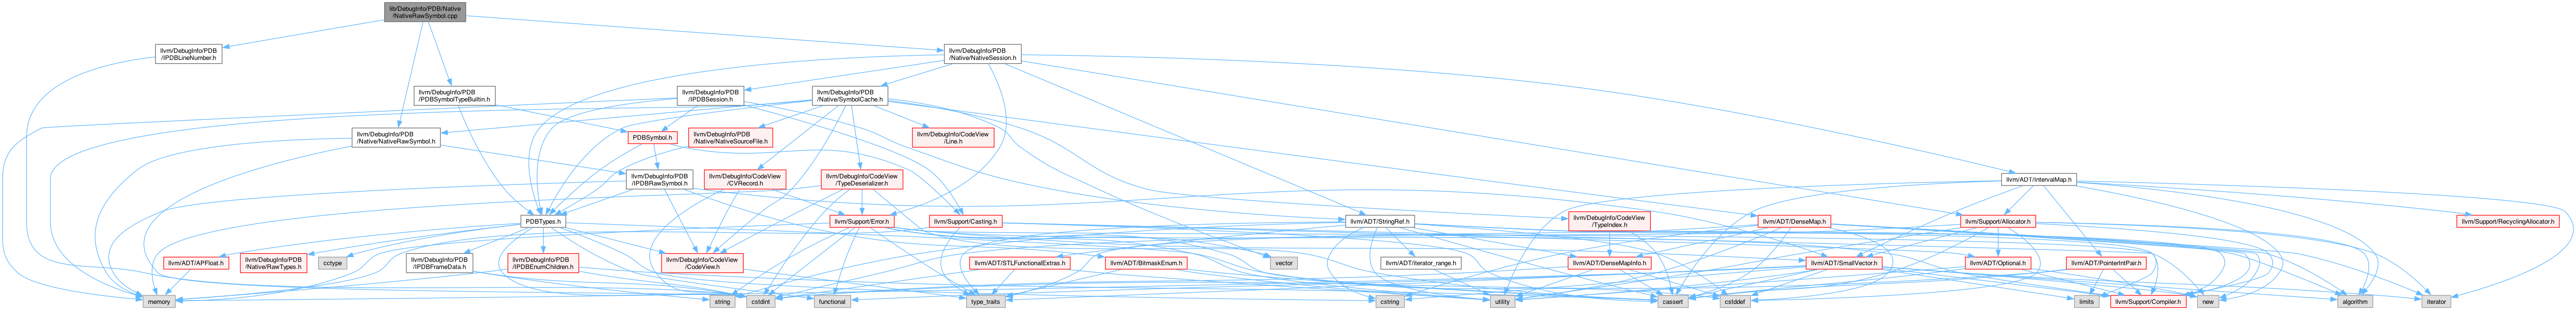 lib/DebugInfo/PDB/Native
/NativeRawSymbol.cpp
llvm/DebugInfo/PDB
/IPDBLineNumber.h
llvm/DebugInfo/PDB
/Native/NativeSession.h
llvm/DebugInfo/PDB
/PDBSymbolTypeBuiltin.h
llvm/DebugInfo/PDB
/IPDBSession.h
llvm/DebugInfo/PDB
/Native/SymbolCache.h
llvm/DebugInfo/PDB
/Native/NativeRawSymbol.h
PDBSymbol.h
llvm/DebugInfo/PDB
/Native/NativeSourceFile.h
llvm/DebugInfo/CodeView
/Line.h
llvm/DebugInfo/PDB
/IPDBRawSymbol.h
llvm/DebugInfo/CodeView
/CVRecord.h
llvm/DebugInfo/CodeView
/TypeDeserializer.h
llvm/ADT/IntervalMap.h
PDBTypes.h
llvm/Support/Error.h
llvm/Support/Casting.h
llvm/ADT/StringRef.h
llvm/DebugInfo/CodeView
/TypeIndex.h
llvm/ADT/DenseMap.h
llvm/Support/Allocator.h
llvm/Support/RecyclingAllocator.h
llvm/ADT/APFloat.h
llvm/DebugInfo/PDB
/Native/RawTypes.h
cctype
llvm/DebugInfo/PDB
/IPDBFrameData.h
llvm/DebugInfo/PDB
/IPDBEnumChildren.h
llvm/DebugInfo/CodeView
/CodeView.h
llvm/ADT/STLFunctionalExtras.h
llvm/ADT/BitmaskEnum.h
vector
llvm/ADT/iterator_range.h
llvm/ADT/DenseMapInfo.h
llvm/ADT/SmallVector.h
llvm/ADT/Optional.h
llvm/ADT/PointerIntPair.h
memory
string
cstdint
functional
type_traits
cstring
utility
cassert
cstddef
limits
llvm/Support/Compiler.h
new
algorithm
iterator